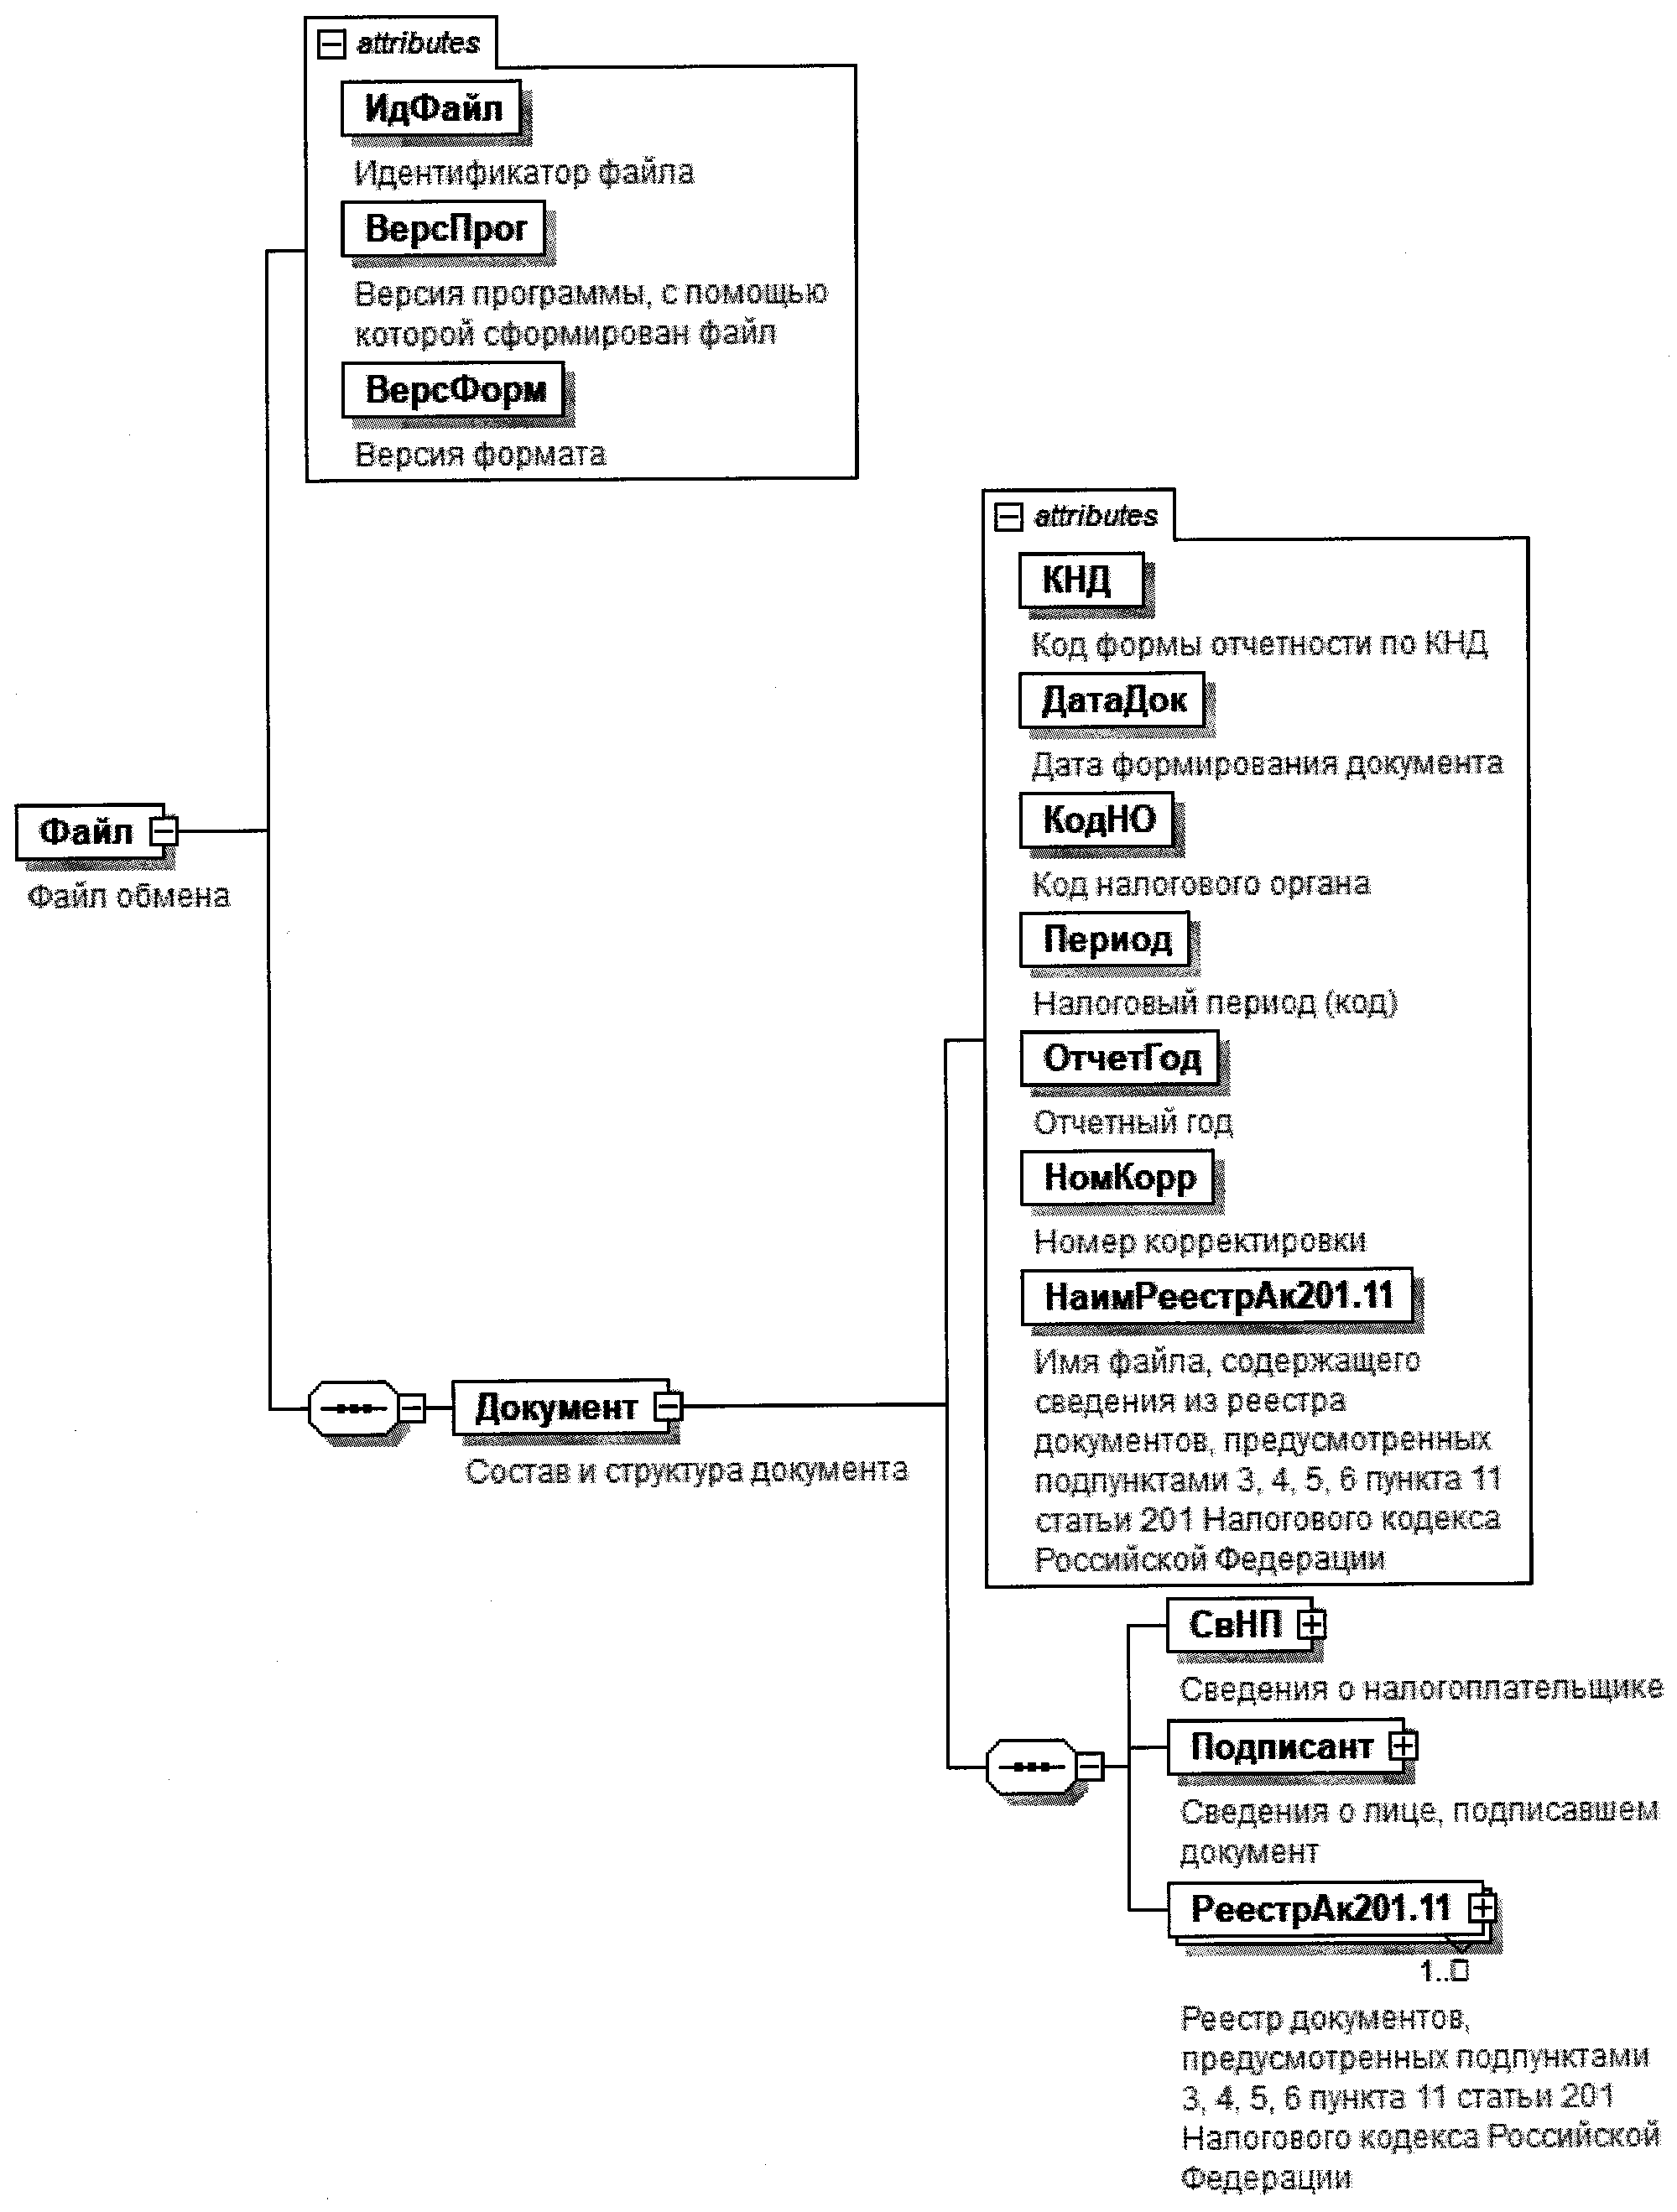 attributes
ИдФайл
Идентификатор файла
ВерсПрог
Версия программы, с помощью
которой сформирован файл
ВерсФорм
Версия формата
attributes
КНД
Код формы отчетности по КНД
ДатаДок
Дата формирования документа
КодНО
Код налогового органа
Период
Налоговый период (код)
ОтчетГод
Отчетный год
НомКорр
Номер корректировки
НаимРеестрАк201.11
Имя файла, содержащего
сведения из реестра
документов, предусмотренных
подпунктами 3, 4, 5, 6 пункта 11
статьи 201 Налогового кодекса
Российской Федерации
Файл
Файл обмена
Документ
Состав и структура документа
СвНП
Сведения о налогоплательщике
Подписант
Сведения о лице, подписавшем
документ
РеестрАк201.11
1..□
Реестр документов,
предусмотренных подпунктами
3, 4, 5, 6 пункта 11 статьи 201
Налогового кодекса Российской
Федерации